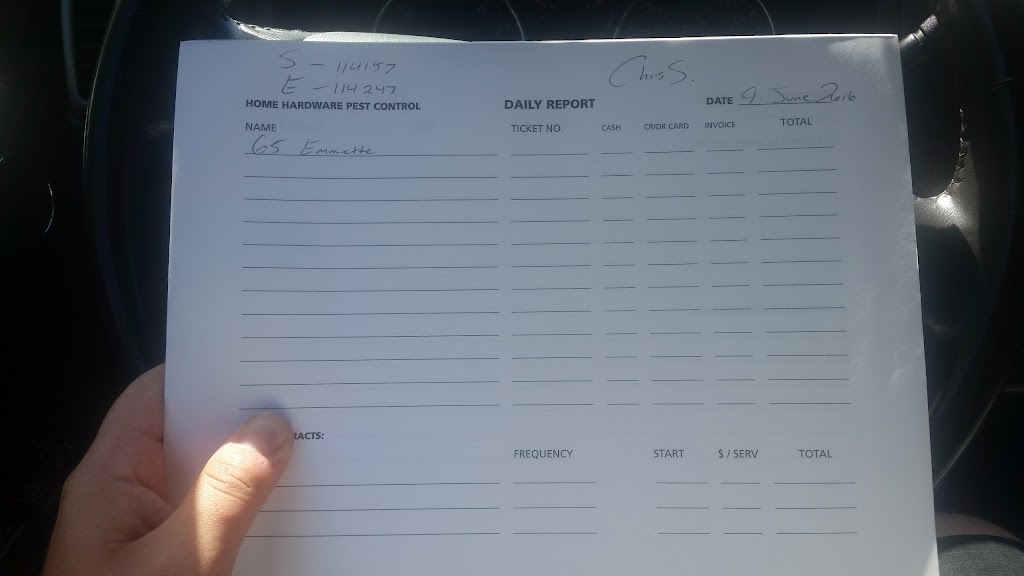 S - 114157
E - 114247
Chris S.
HOME HARDWARE PEST CONTROL DAILY REPORT DATE 9 June 2016
NAME TICKET NO. CASH CR/DR CARD INVOICE TOTAL
65 Emmette
RACTS:
FREQUENCY START $ / SERV TOTAL